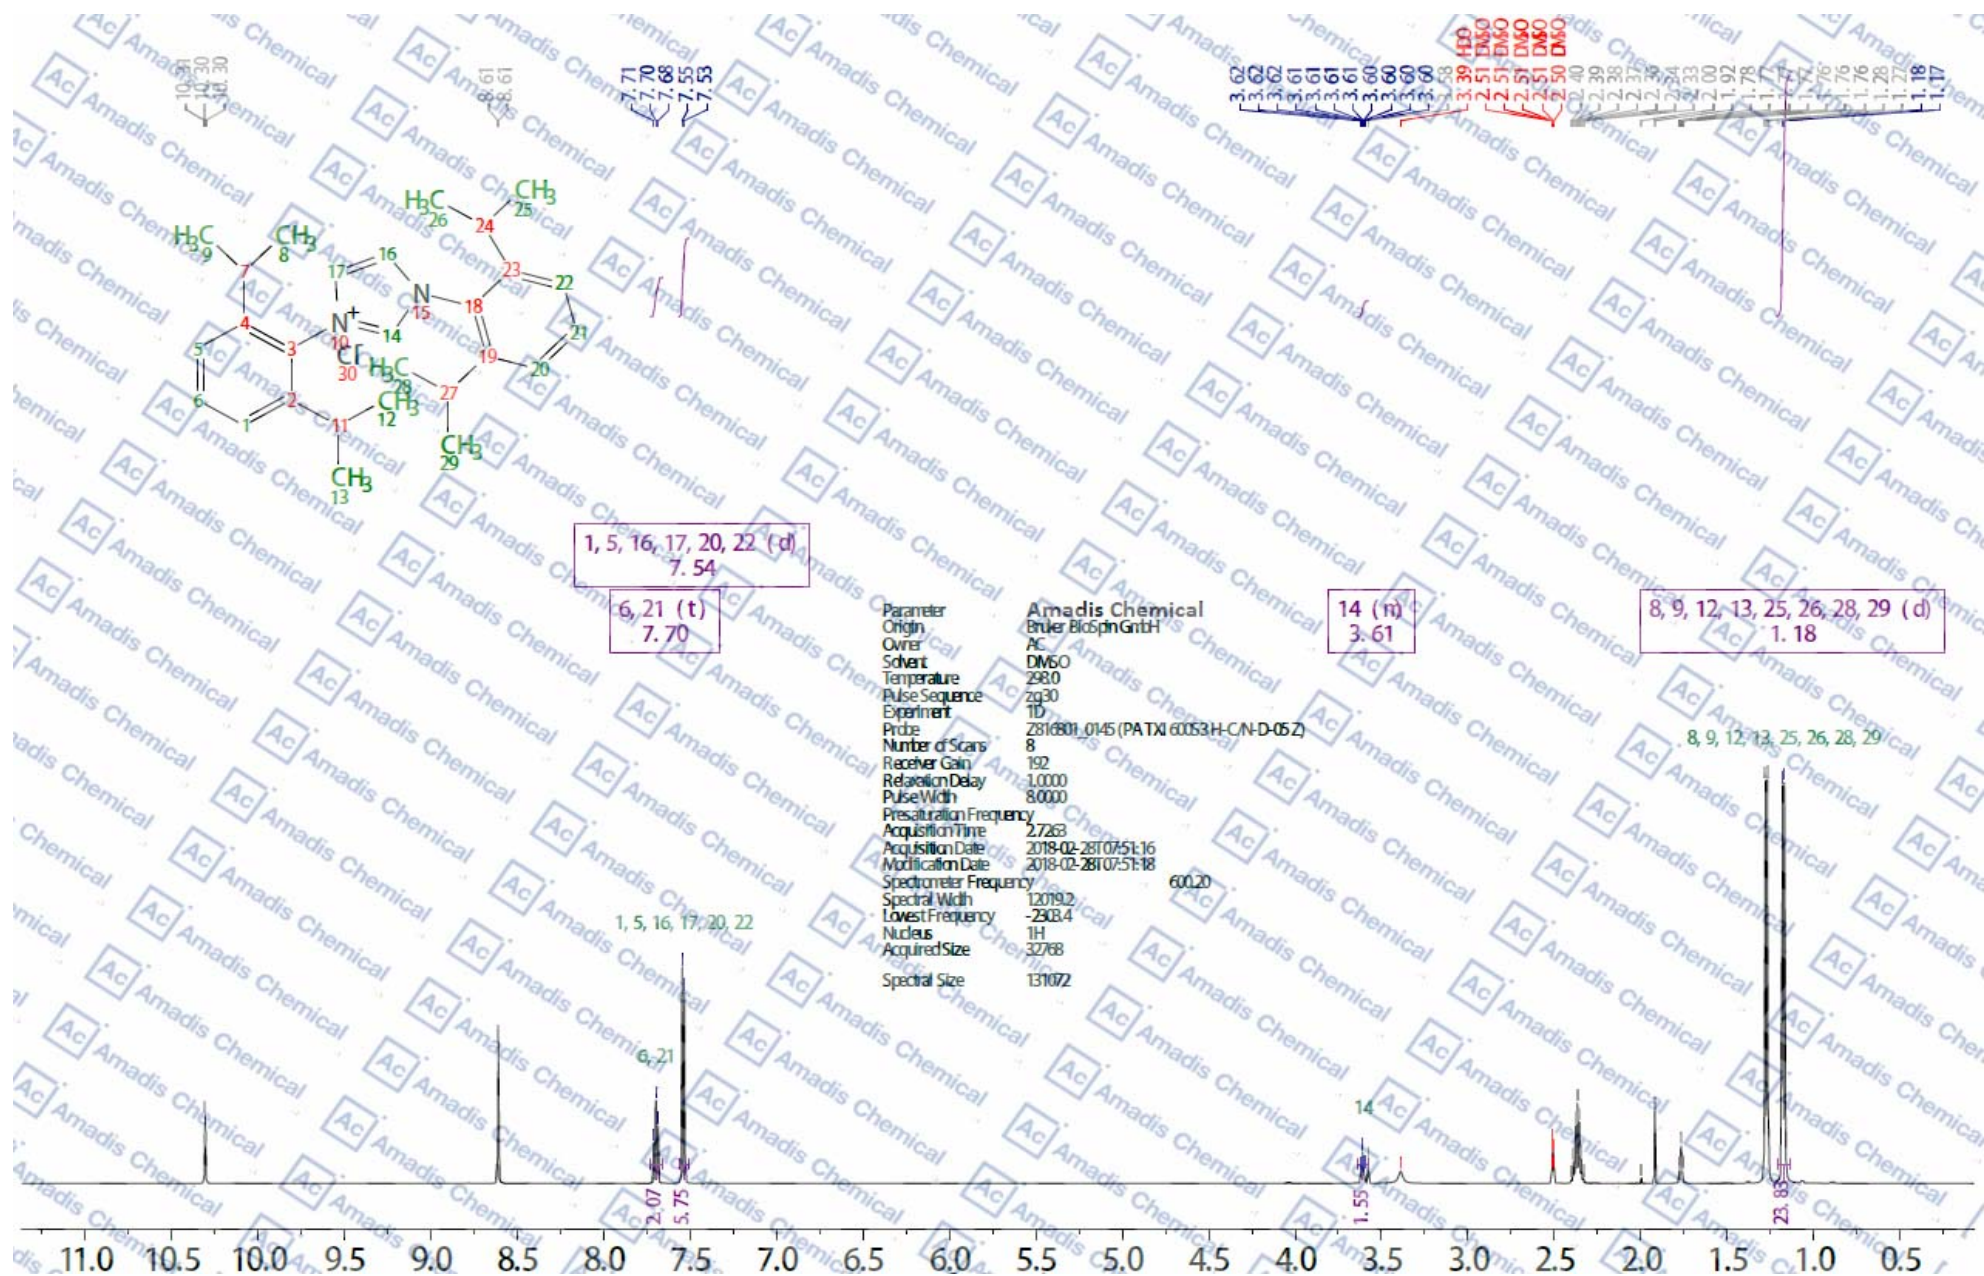 10.31
10.30
10.30
8.61
8.61
7.71
7.70
7.68
7.55
7.53
3.62
3.62
3.62
3.61
3.61
3.61
3.61
3.60
3.60
3.60
3.60
3.58
3.39 H2O
2.51 DMSO
2.51 DMSO
2.51 DMSO
2.51 DMSO
2.50 DMSO
2.40
2.39
2.38
2.37
2.36
2.34
2.33
2.00
1.92
1.78
1.77
1.77
1.77
1.76
1.76
1.76
1.28
1.27
1.18
1.17
H3C 26
CH3 25
24
H3C 9
CH3 8
7
16
17
23
22
N 15
18
4
N+ 10
14
21
5
3
Cl- 30
19
20
H3C 28
6
2
27
CH3 12
1
11
CH3 29
CH3 13
1, 5, 16, 17, 20, 22 (d)
7.54
6, 21 (t)
7.70
14 (m)
3.61
8, 9, 12, 13, 25, 26, 28, 29 (d)
1.18
Parameter Amadis Chemical
Origin Bruker BioSpin GmbH
Owner AC
Solvent DMSO
Temperature 298.0
Pulse Sequence zg30
Experiment 1D
Probe Z816801_0145 (PA TXI 600S3 H-C/N-D-05 Z)
Number of Scans 8
Receiver Gain 192
Relaxation Delay 1.0000
Pulse Width 8.0000
Presaturation Frequency
Acquisition Time 2.7263
Acquisition Date 2018-02-28T07:51:16
Modification Date 2018-02-28T07:51:18
Spectrometer Frequency 600.20
Spectral Width 12019.2
Lowest Frequency -2303.4
Nucleus 1H
Acquired Size 32768
Spectral Size 131072
8, 9, 12, 13, 25, 26, 28, 29
1, 5, 16, 17, 20, 22
6, 21
14
2.07
5.75
1.55
23.83
11.0 10.5 10.0 9.5 9.0 8.5 8.0 7.5 7.0 6.5 6.0 5.5 5.0 4.5 4.0 3.5 3.0 2.5 2.0 1.5 1.0 0.5
Ac Amadis Chemical